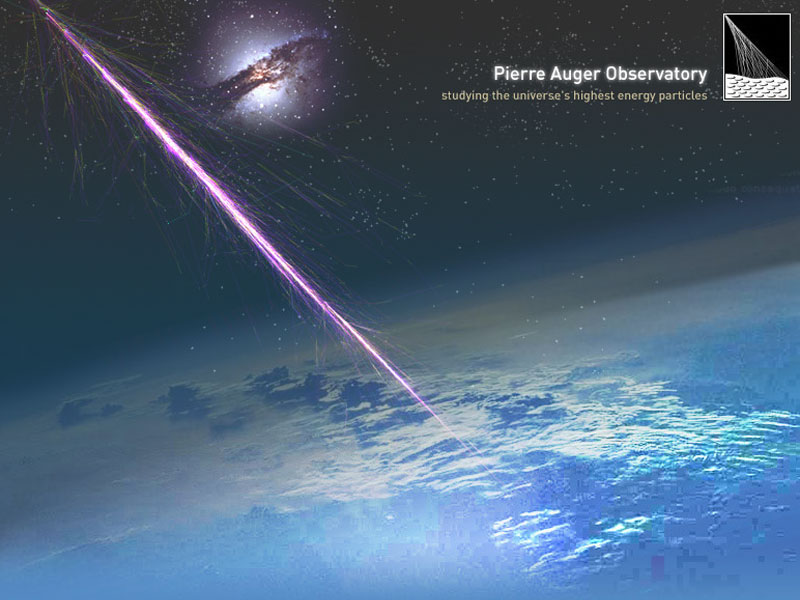 Pierre Auger Observatory
studying the universe's highest energy particles